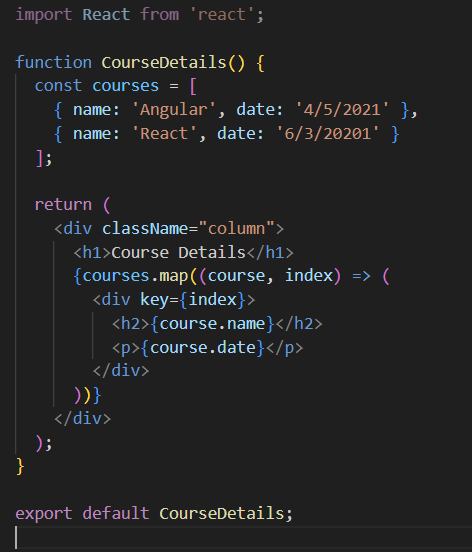 import React from 'react';
function CourseDetails() {
const courses = [
{ name: 'Angular', date: '4/5/2021' },
{ name: 'React', date: '6/3/20201' }
];
return (
<div className="column">
<h1>Course Details</h1>
{courses.map((course, index) => (
<div key={index}>
<h2>{course.name}</h2>
<p>{course.date}</p>
</div>
))}
</div>
);
}
export default CourseDetails;